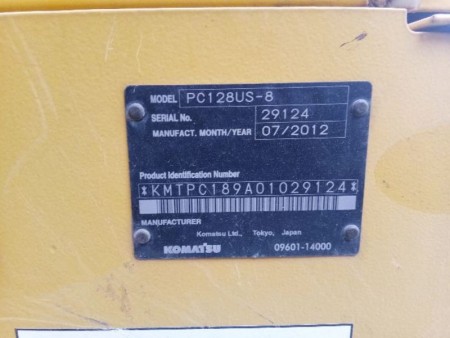 MODEL PC128US-8
SERIAL No. 29124
MANUFACT. MONTH/YEAR 07/2012
Product Identification Number
*KMTPC189A01029124*
MANUFACTURER
Komatsu Ltd., Tokyo, Japan
KOMATSU 09601-14000